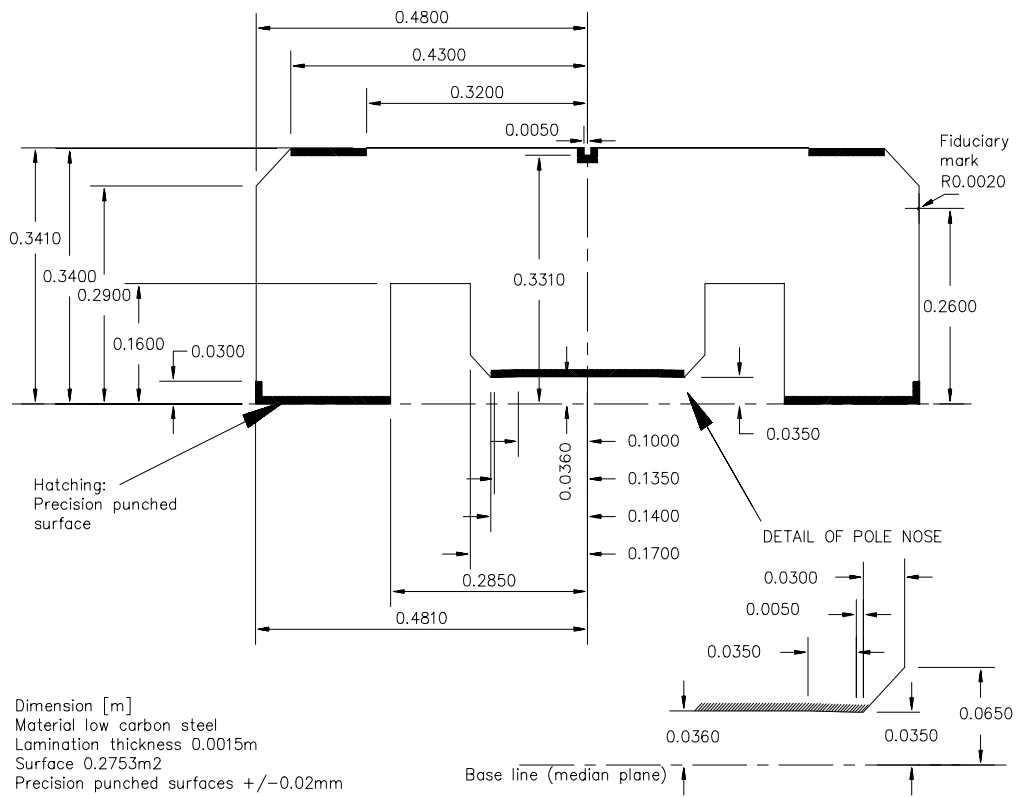 0.4800
0.4300
0.3200
0.0050
Fiduciary
mark
R0.0020
0.3410
0.3400
0.2900
0.1600
0.0300
0.3310
0.2600
0.0360
0.1000
0.0350
0.1350
0.1400
0.1700
0.2850
0.4810
Hatching:
Precision punched
surface
DETAIL OF POLE NOSE
0.0300
0.0050
0.0350
0.0650
0.0360
0.0350
Base line (median plane)
Dimension [m]
Material low carbon steel
Lamination thickness 0.0015m
Surface 0.2753m2
Precision punched surfaces +/-0.02mm